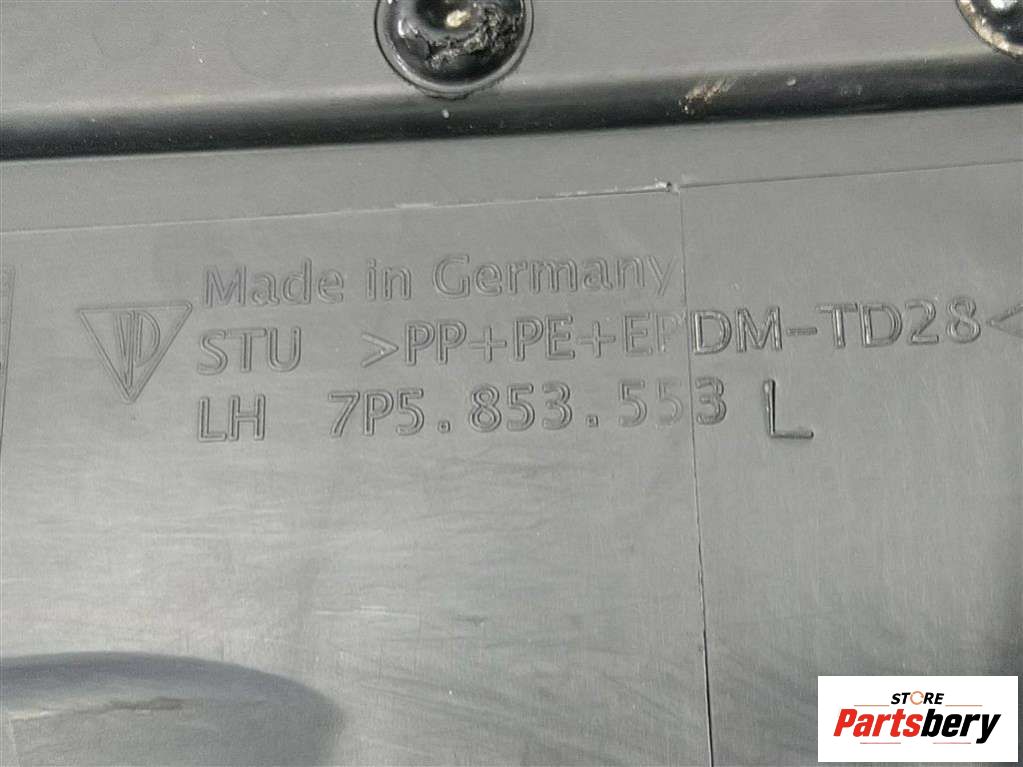 Made in Germany
STU >PP+PE+EPDM-TD28<
LH 7P5.853.553 L
STORE
Partsbery